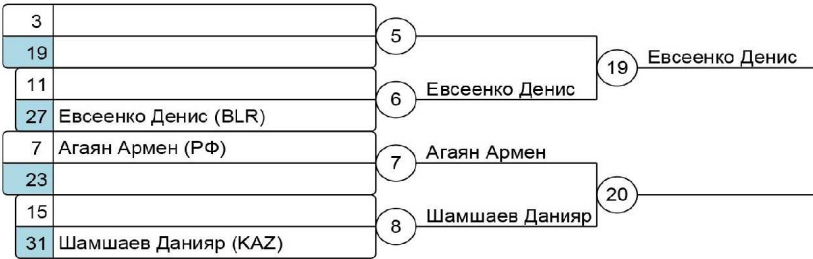 3
19
5
11
27 Евсеенко Денис (BLR)
6
Евсеенко Денис
19
Евсеенко Денис
7 Агаян Армен (РФ)
23
7
Агаян Армен
15
31 Шамшаев Данияр (KAZ)
8
Шамшаев Данияр
20